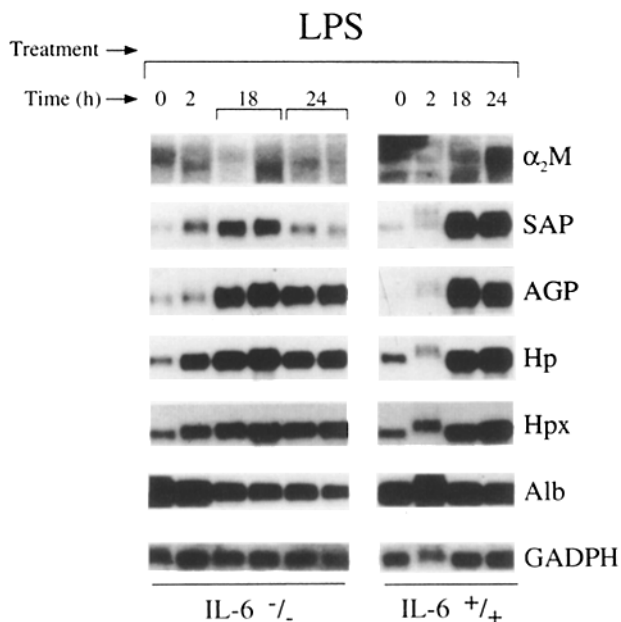 LPS
Treatment →
Time (h) → 0 2 18 24 0 2 18 24
α₂M
SAP
AGP
Hp
Hpx
Alb
GADPH
IL-6 -/- IL-6 +/+